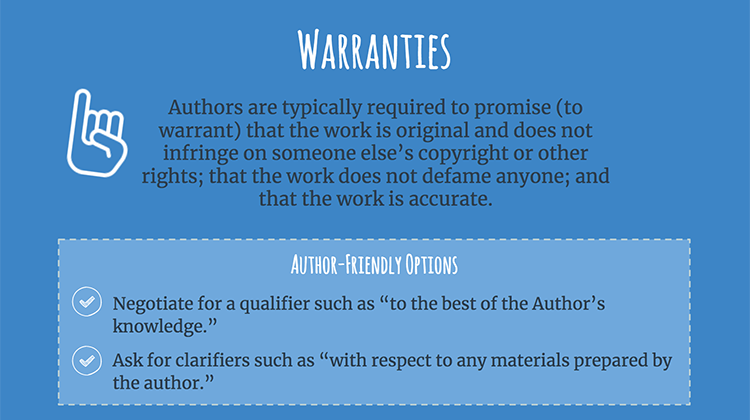 Warranties
Authors are typically required to promise (to
warrant) that the work is original and does not
infringe on someone else’s copyright or other
rights; that the work does not defame anyone; and
that the work is accurate.
Author-Friendly Options
Negotiate for a qualifier such as “to the best of the Author’s
knowledge.”
Ask for clarifiers such as “with respect to any materials prepared by
the author.”